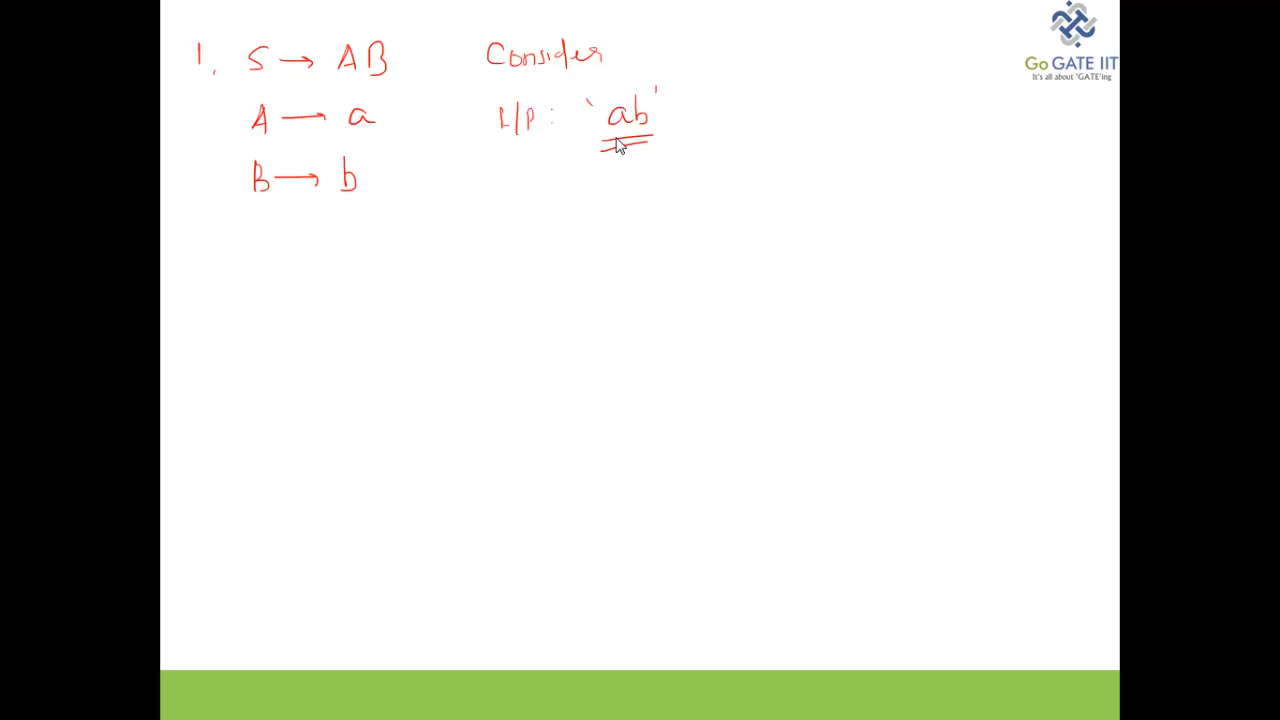 1. S → AB
A → a
B → b
Consider
I/P : 'ab'
Go GATE IIT
It's all about 'GATE'ing